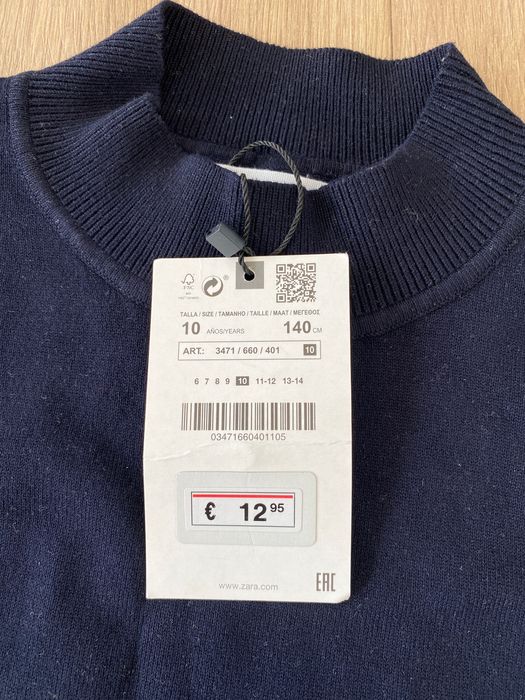 FSC
TALLA / SIZE / TAMANHO / TAILLE / MAAT / ΜΕΓΕΘΟΣ
10 AÑOS/YEARS 140 CM
ART.: 3471 / 660 / 401 10
6 7 8 9 10 11-12 13-14
03471660401105
€ 12 95
www.zara.com
EAC